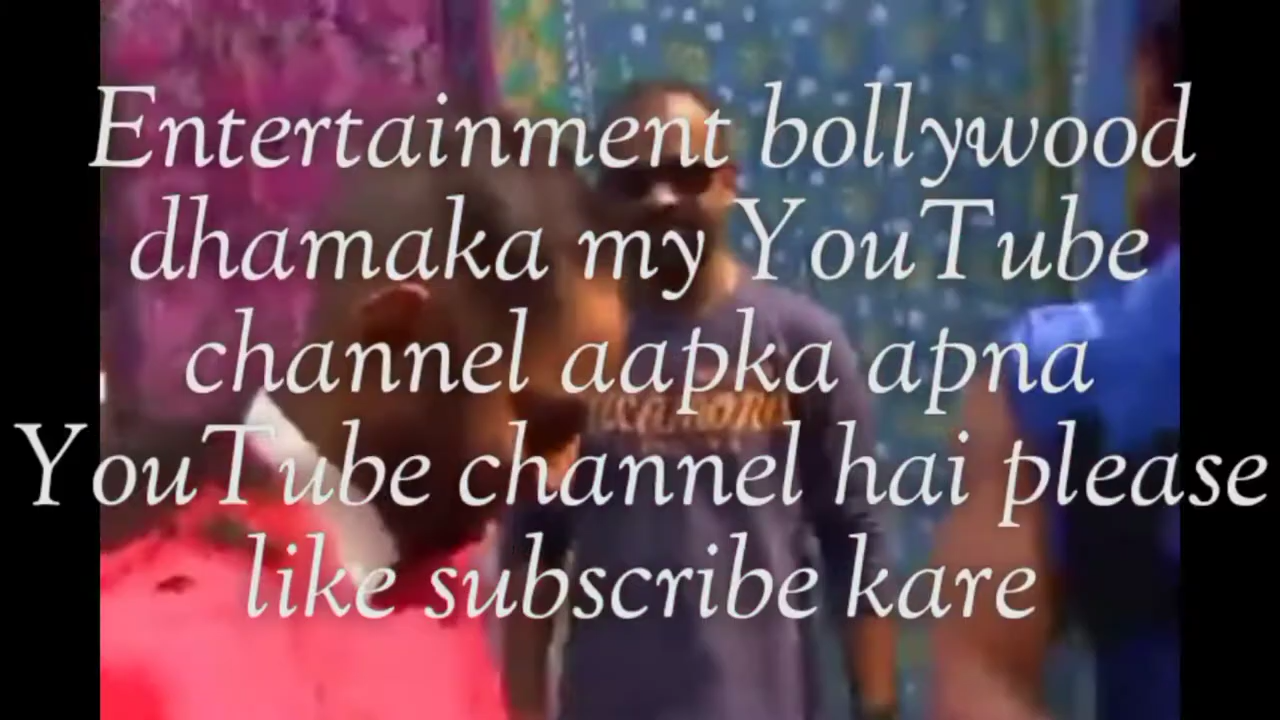 Entertainment bollywood
dhamaka my YouTube
channel aapka apna
YouTube channel hai please
like subscribe kare